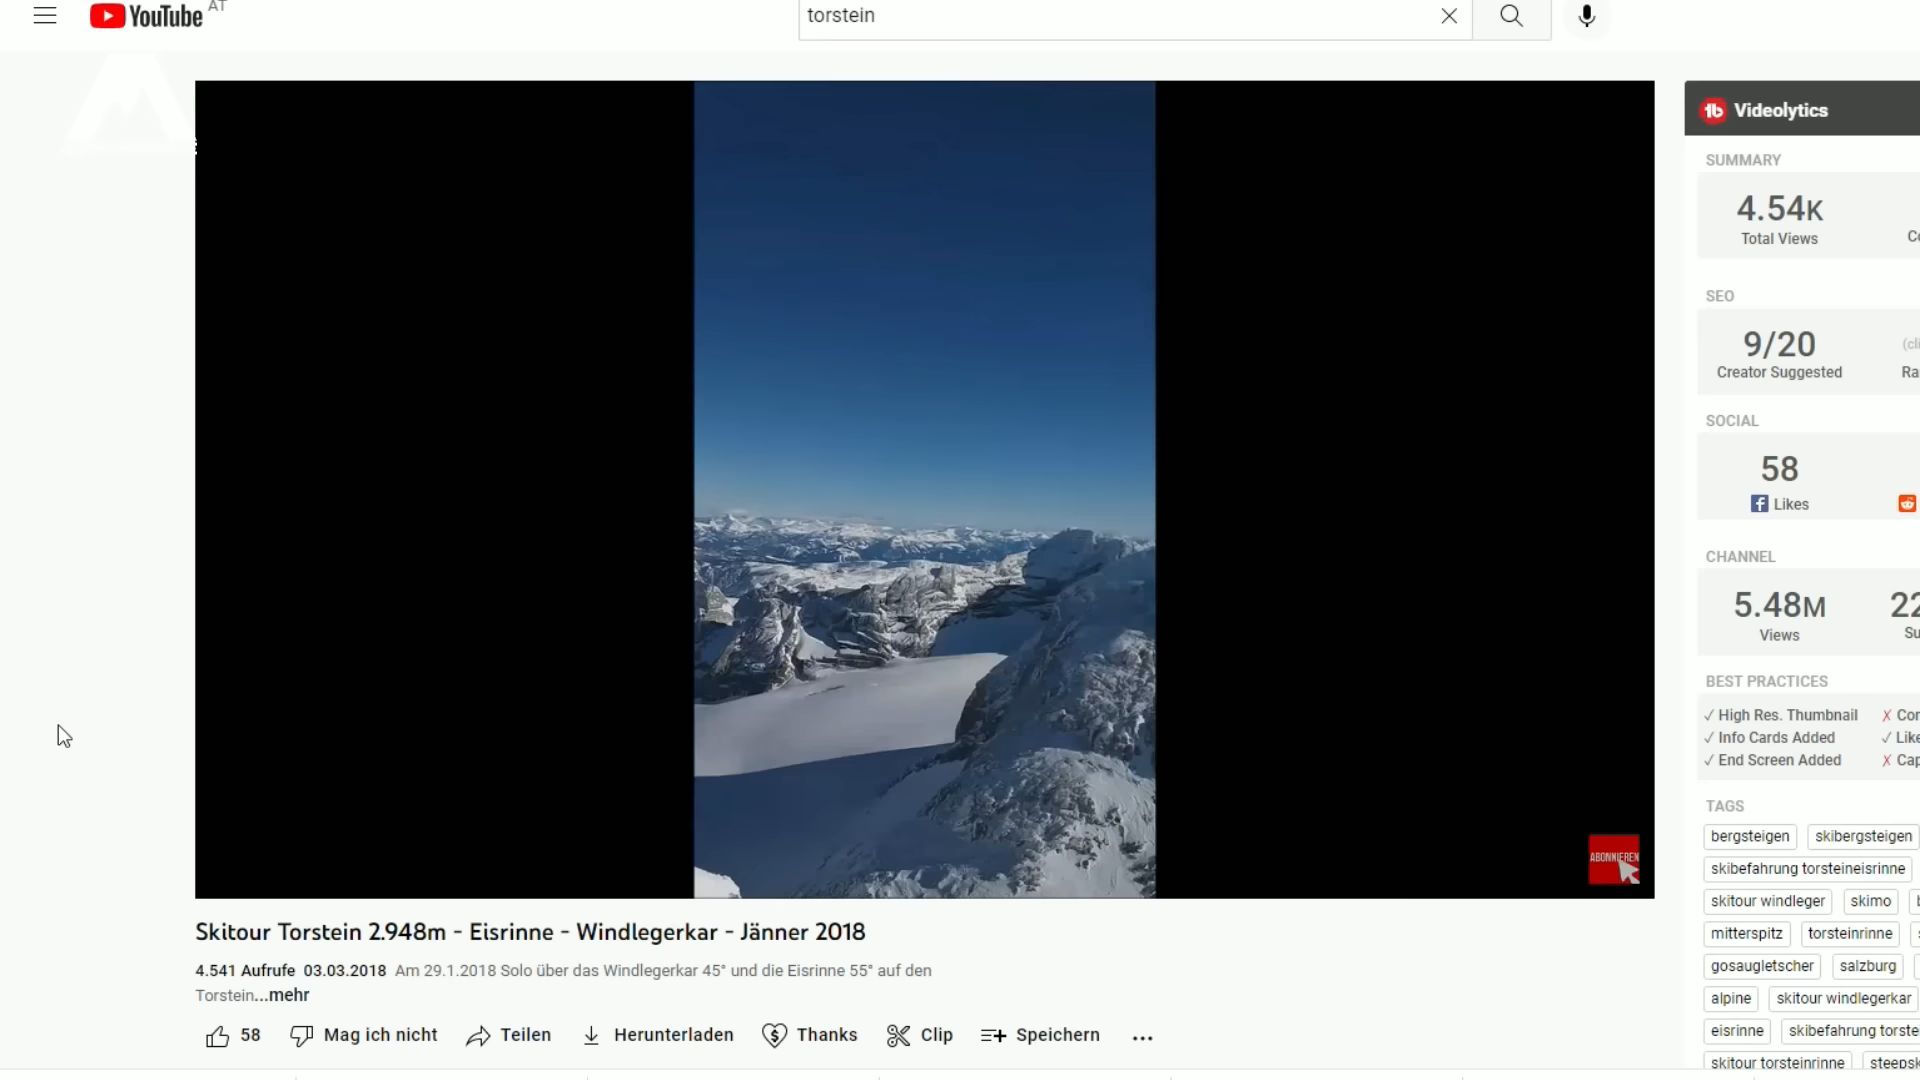 YouTube AT
torstein
Videolytics
SUMMARY
4.54K
Total Views
SEO
9/20
Creator Suggested
SOCIAL
58
Likes
CHANNEL
5.48M
Views
BEST PRACTICES
✓ High Res. Thumbnail
✓ Info Cards Added
✓ End Screen Added
TAGS
bergsteigen skibergsteigen
skibefahrung torsteineisrinne
skitour windleger skimo
mitterspitz torsteinrinne
gosaugletscher salzburg
alpine skitour windlegerkar
eisrinne
skitour torsteinrinne
ABONNIEREN
Skitour Torstein 2.948m - Eisrinne - Windlegerkar - Jänner 2018
4.541 Aufrufe 03.03.2018 Am 29.1.2018 Solo über das Windlegerkar 45° und die Eisrinne 55° auf den
Torstein...mehr
58 Mag ich nicht Teilen Herunterladen Thanks Clip Speichern ...